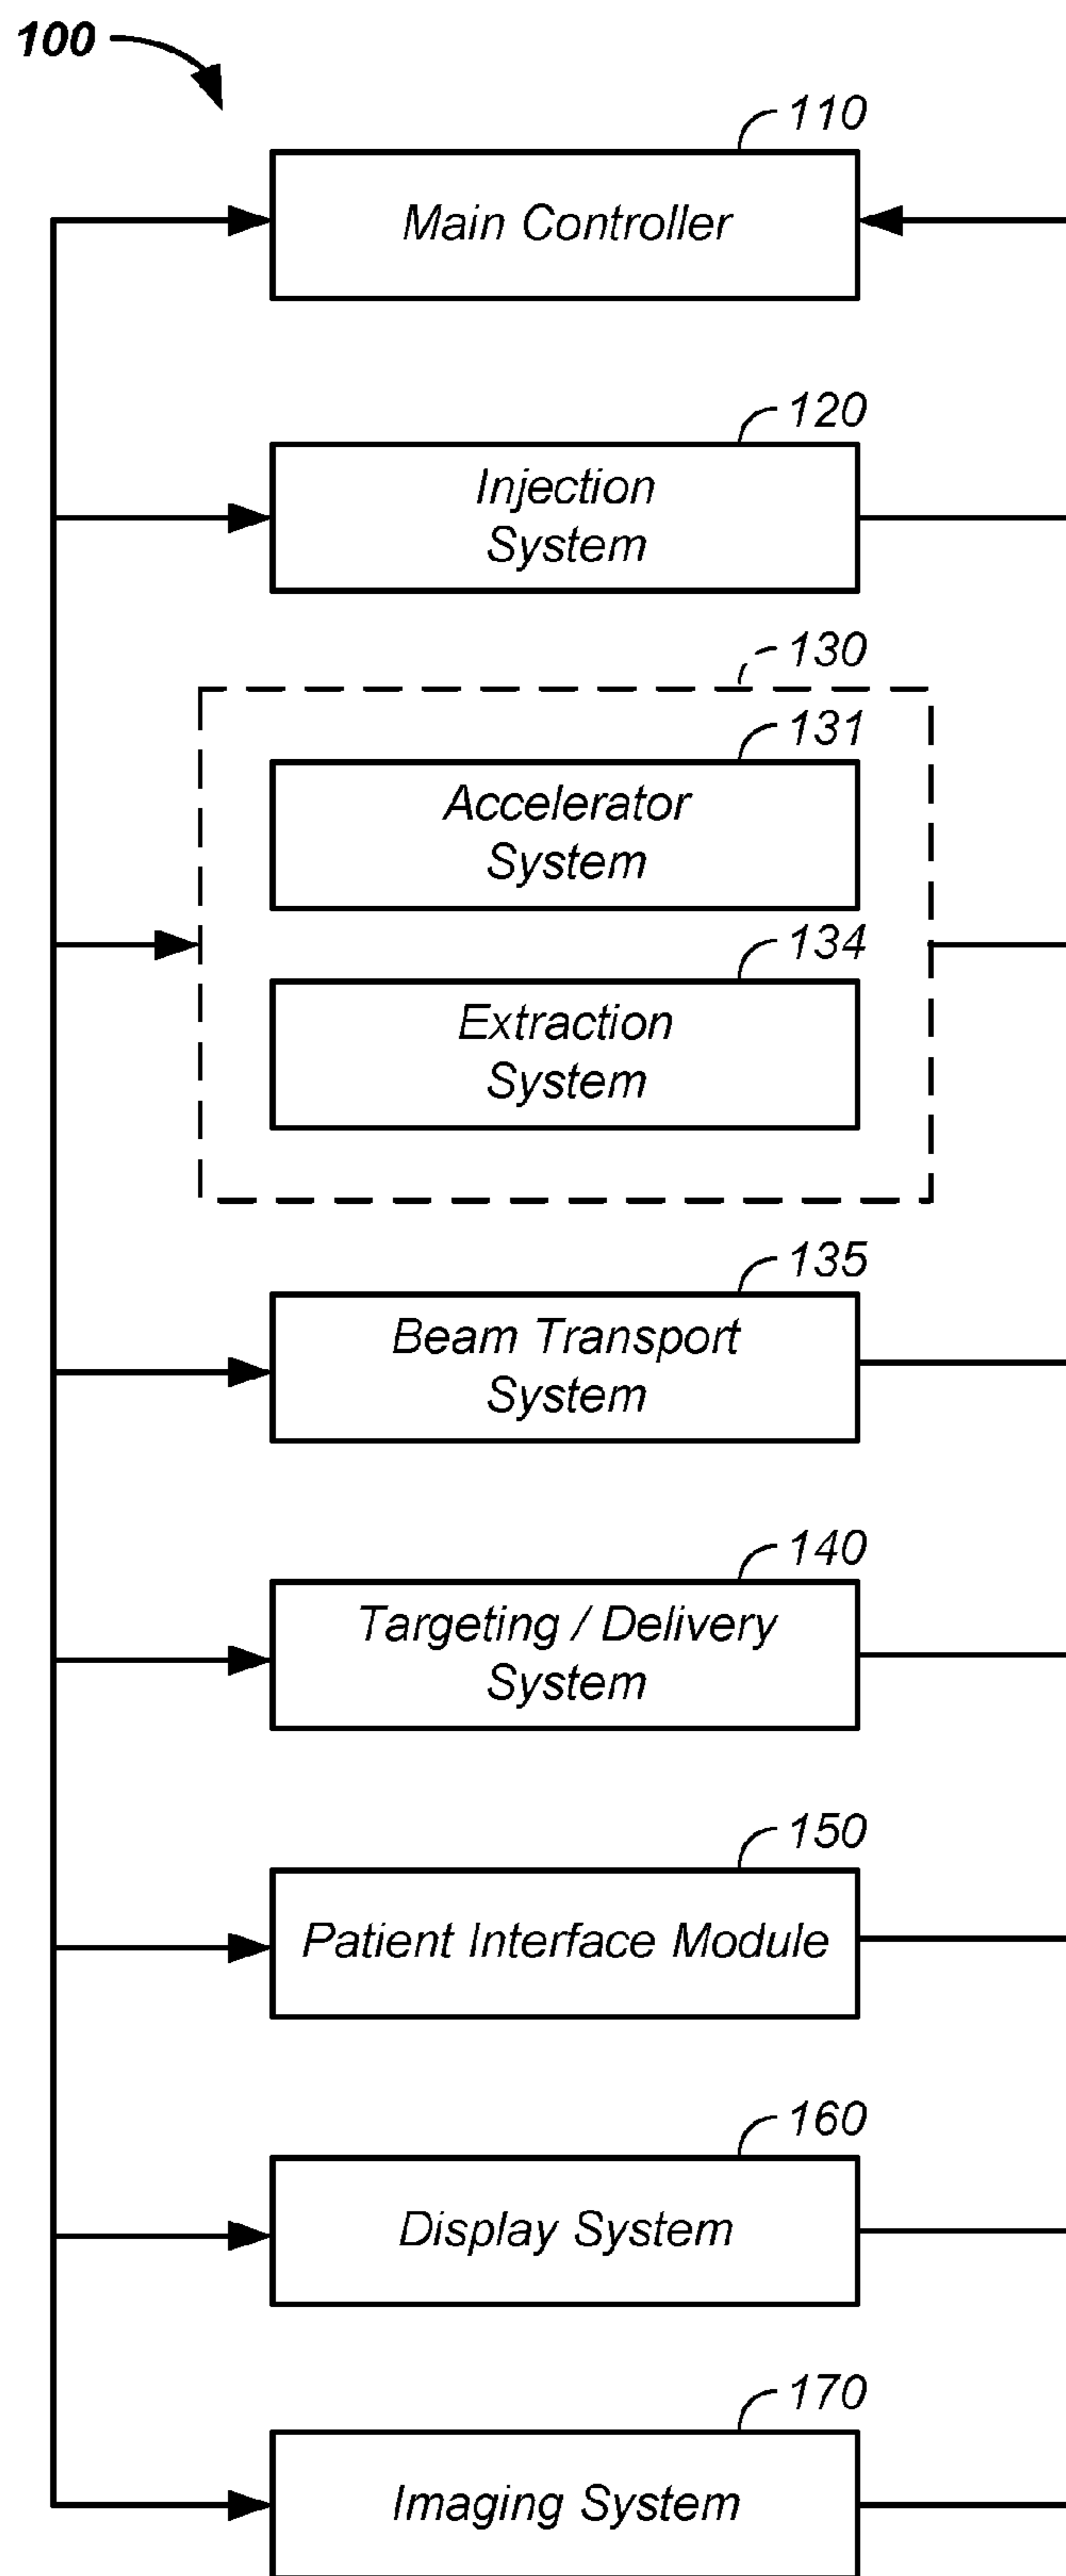 100
110
Main Controller
120
Injection
System
130
131
Accelerator
System
134
Extraction
System
135
Beam Transport
System
140
Targeting / Delivery
System
150
Patient Interface Module
160
Display System
170
Imaging System